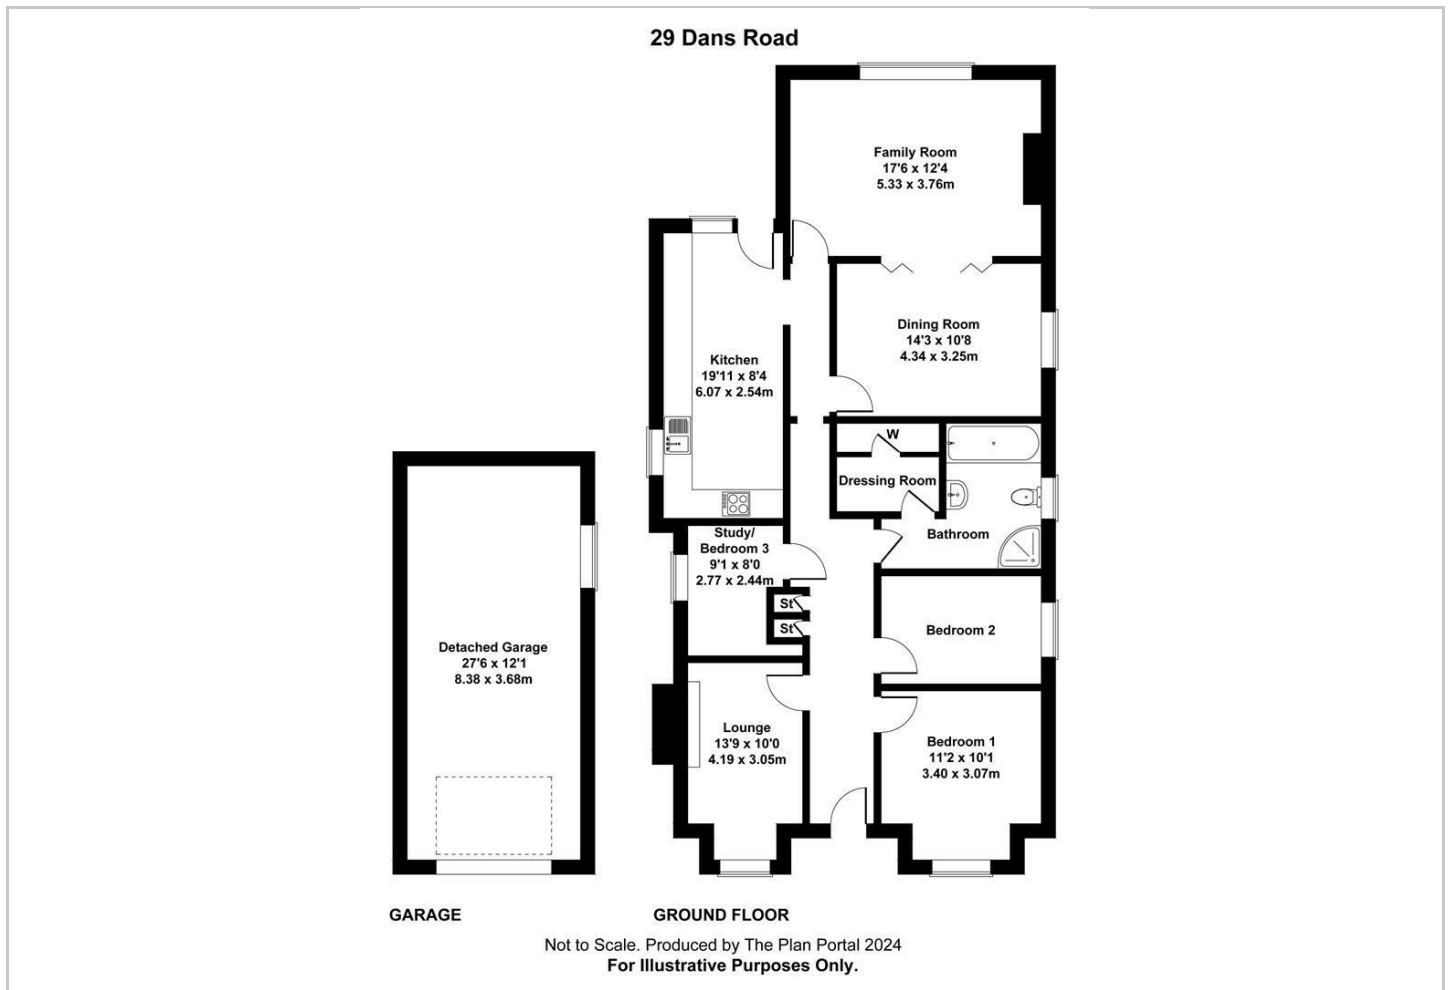 29 Dans Road
Family Room
17'6 x 12'4
5.33 x 3.76m
Dining Room
14'3 x 10'8
4.34 x 3.25m
Kitchen
19'11 x 8'4
6.07 x 2.54m
W
Dressing Room
Bathroom
Study/
Bedroom 3
9'1 x 8'0
2.77 x 2.44m
St
St
Bedroom 2
Detached Garage
27'6 x 12'1
8.38 x 3.68m
Lounge
13'9 x 10'0
4.19 x 3.05m
Bedroom 1
11'2 x 10'1
3.40 x 3.07m
GARAGE
GROUND FLOOR
Not to Scale. Produced by The Plan Portal 2024
For Illustrative Purposes Only.